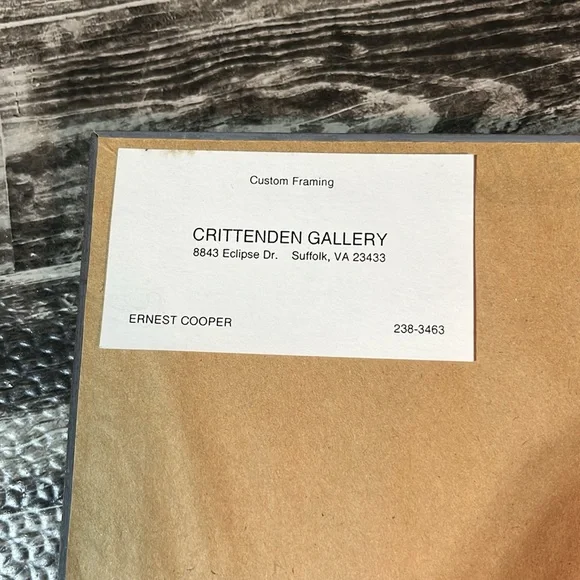 Custom Framing
CRITTENDEN GALLERY
8843 Eclipse Dr. Suffolk, VA 23433
ERNEST COOPER 238-3463